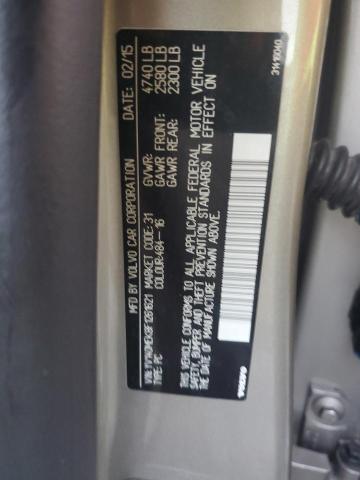 MFD BY VOLVO CAR CORPORATION DATE: 02/15
TYPE: PC MARKET CODE: 31 GVWR: 4740 LB
COLOUR: 484-16 GAWR FRONT: 2580 LB
GAWR REAR: 2300 LB
THIS VEHICLE CONFORMS TO ALL APPLICABLE FEDERAL MOTOR VEHICLE
SAFETY, BUMPER AND THEFT PREVENTION STANDARDS IN EFFECT ON
DATE OF MANUFACTURE SHOWN ABOVE.
VOLVO
31419040